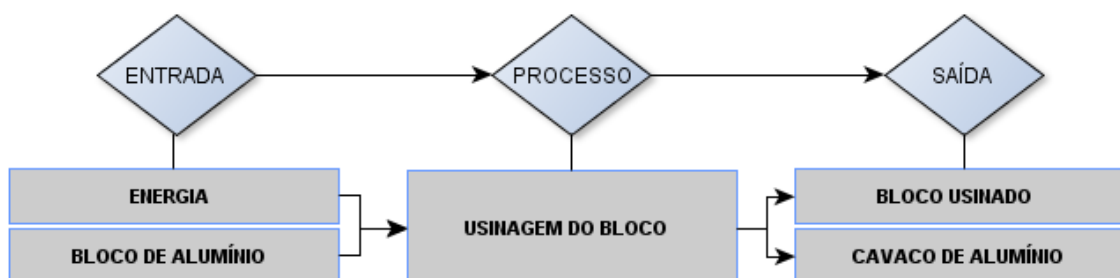 ENTRADA
PROCESSO
SAÍDA
ENERGIA
BLOCO DE ALUMÍNIO
USINAGEM DO BLOCO
BLOCO USINADO
CAVACO DE ALUMÍNIO